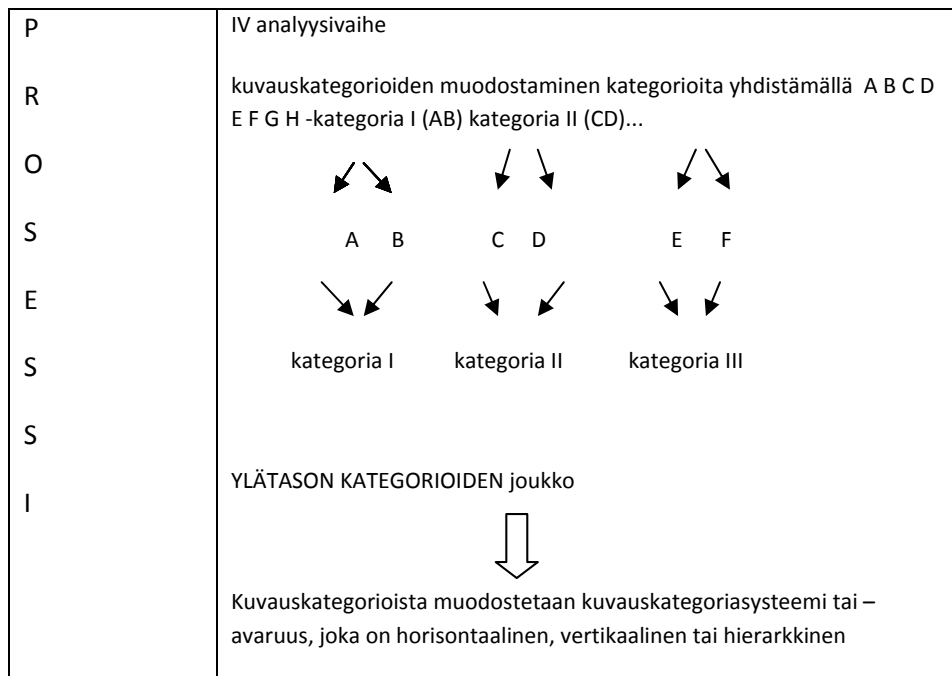 P
R
O
S
E
S
S
I
IV analyysivaihe
kuvauskategorioiden muodostaminen kategorioita yhdistämällä A B C D
E F G H -kategoria I (AB) kategoria II (CD)...
A B C D E F
kategoria I kategoria II kategoria III
YLÄTASON KATEGORIOIDEN joukko
Kuvauskategorioista muodostetaan kuvauskategoriasysteemi tai –
avaruus, joka on horisontaalinen, vertikaalinen tai hierarkkinen